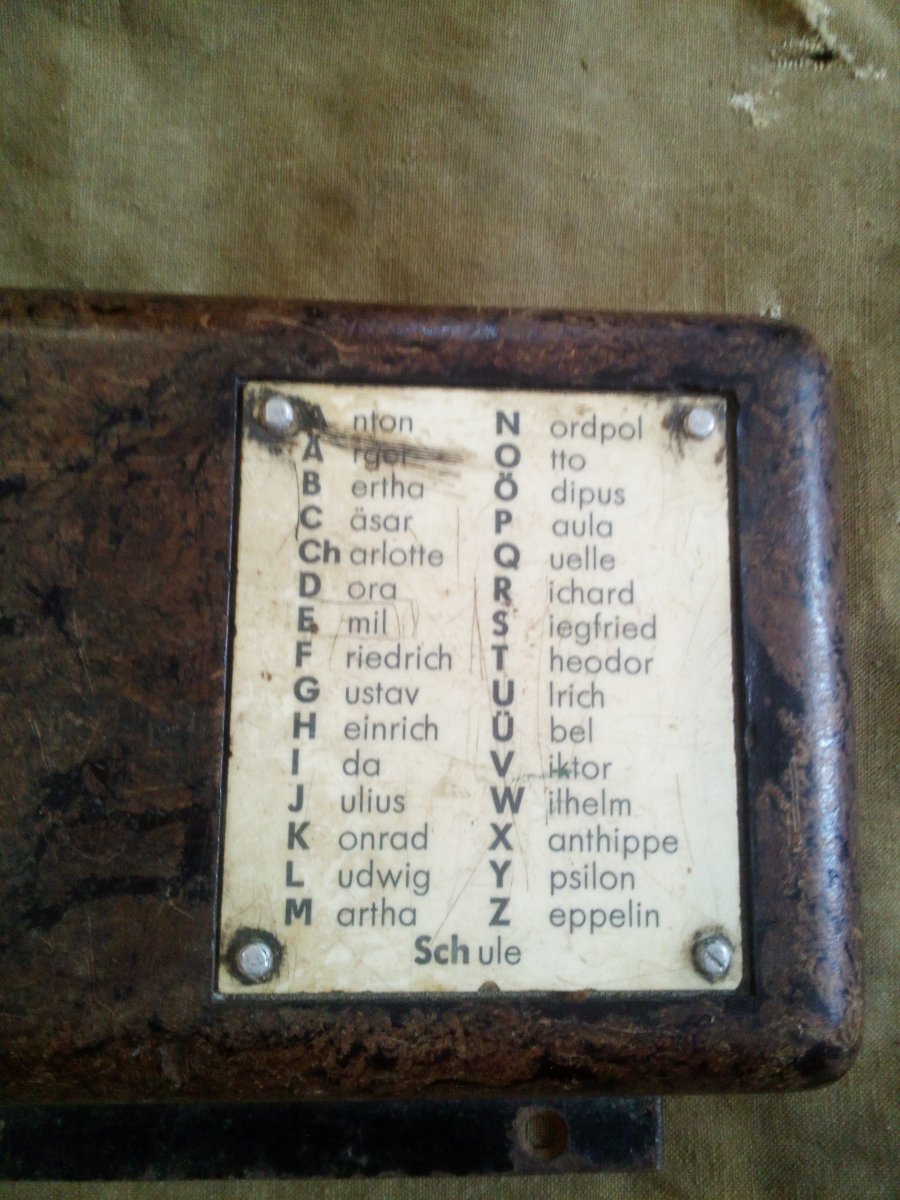 A nton
Ä rger
B ertha
C äsar
Ch arlotte
D ora
E mil
F riedrich
G ustav
H einrich
I da
J ulius
K onrad
L udwig
M artha
N ordpol
O tto
Ö dipus
P aula
Q uelle
R ichard
S iegfried
T heodor
U lrich
Ü bel
V iktor
W ilhelm
X anthippe
Y psilon
Z eppelin
Sch ule